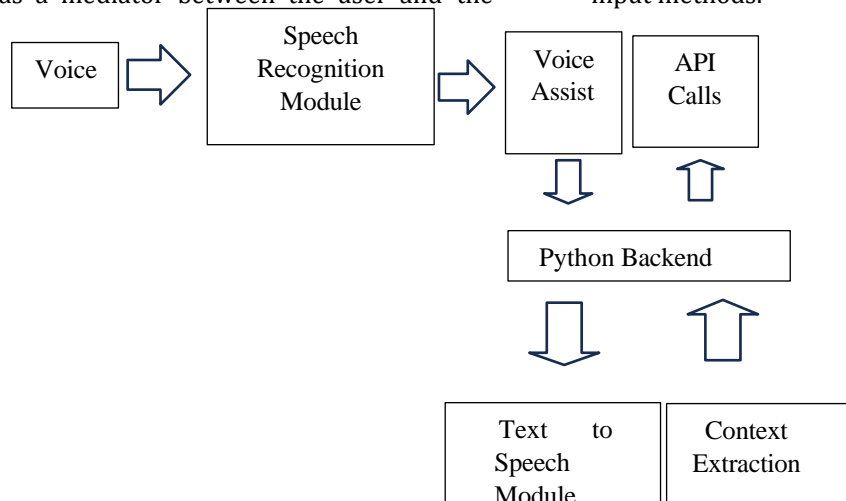 as a mediator between the user and the
input methods.
Voice
Speech
Recognition
Module
Voice
Assist
API
Calls
Python Backend
Text to
Speech
Module
Context
Extraction